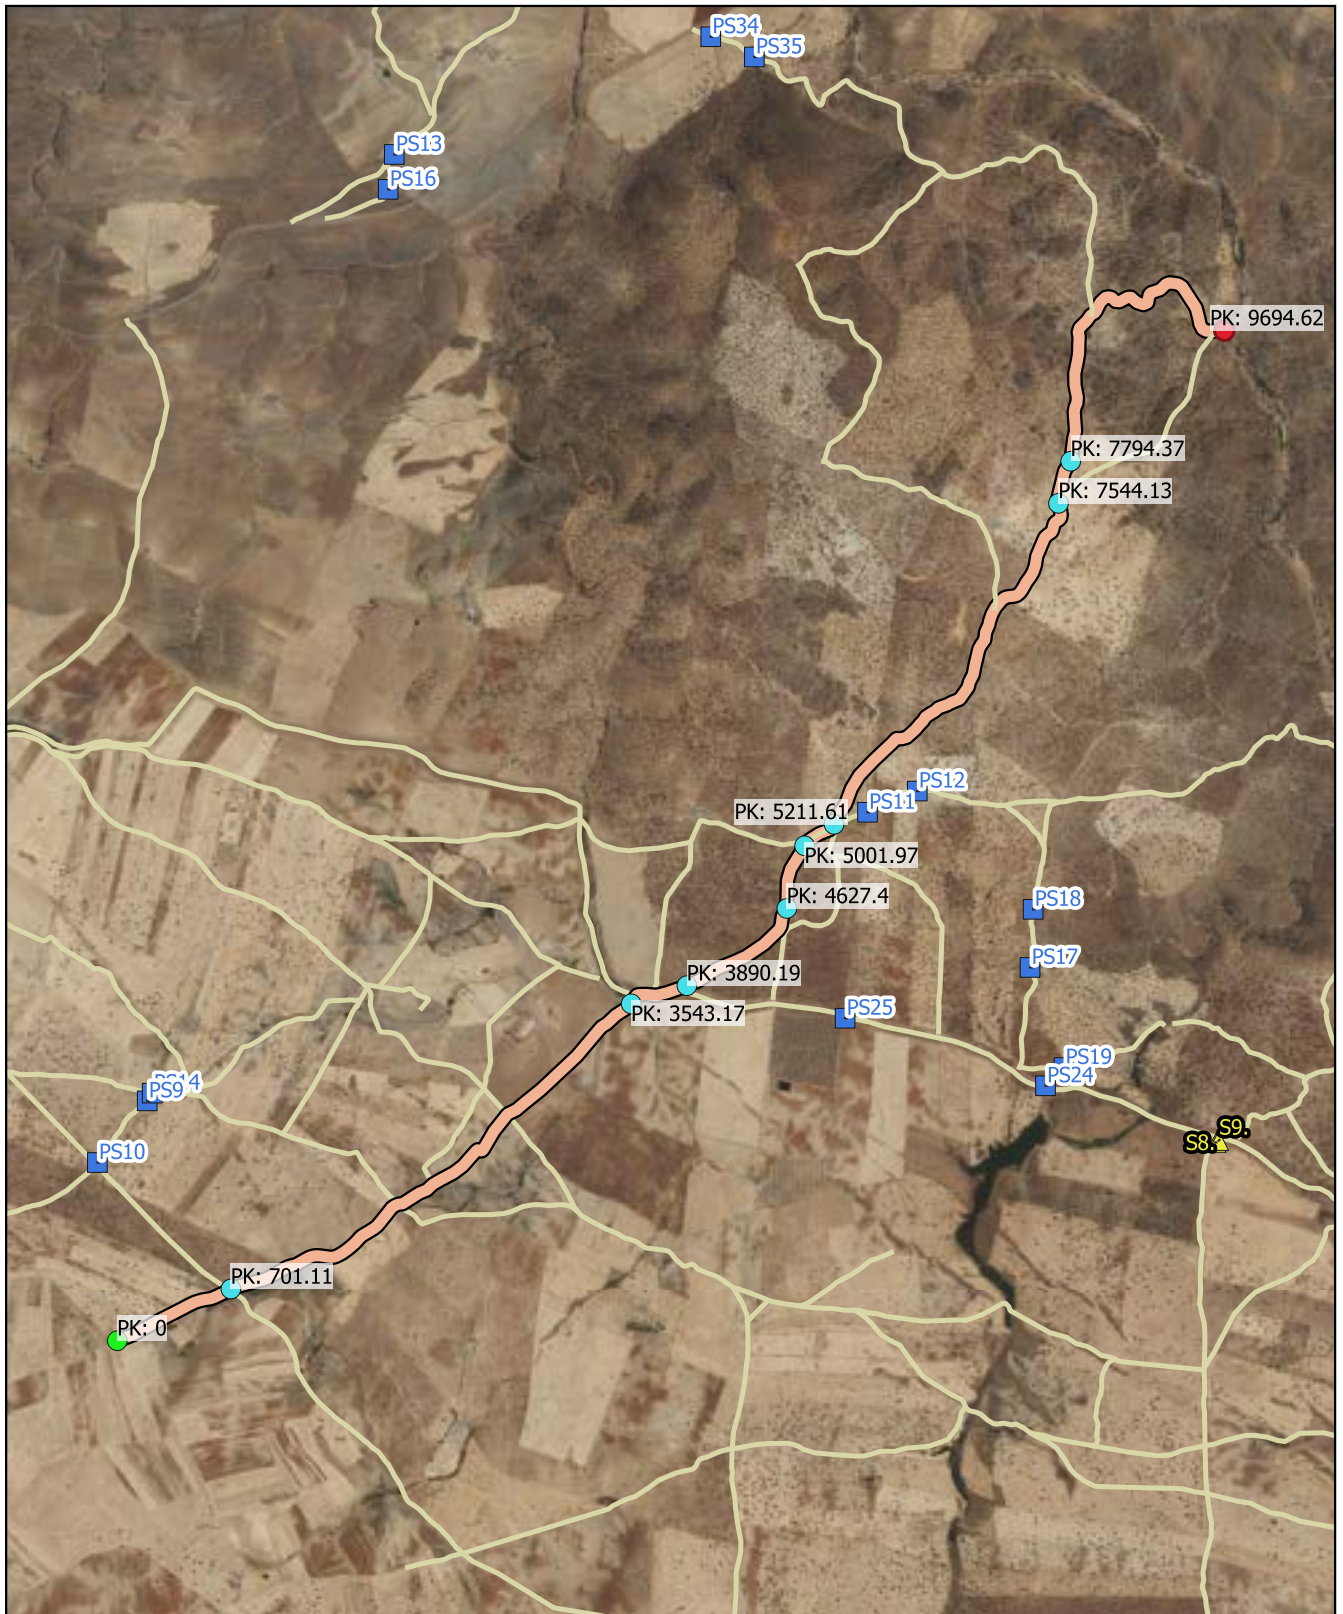 PS34
PS35
PS13
PS16
PK: 9694.62
PK: 7794.37
PK: 7544.13
PS12
PS11
PK: 5211.61
PK: 5001.97
PK: 4627.4
PS18
PS17
PK: 3890.19
PK: 3543.17
PS25
PS19
PS24
PS14
PS9
S9.
S8.
PS10
PK: 701.11
PK: 0